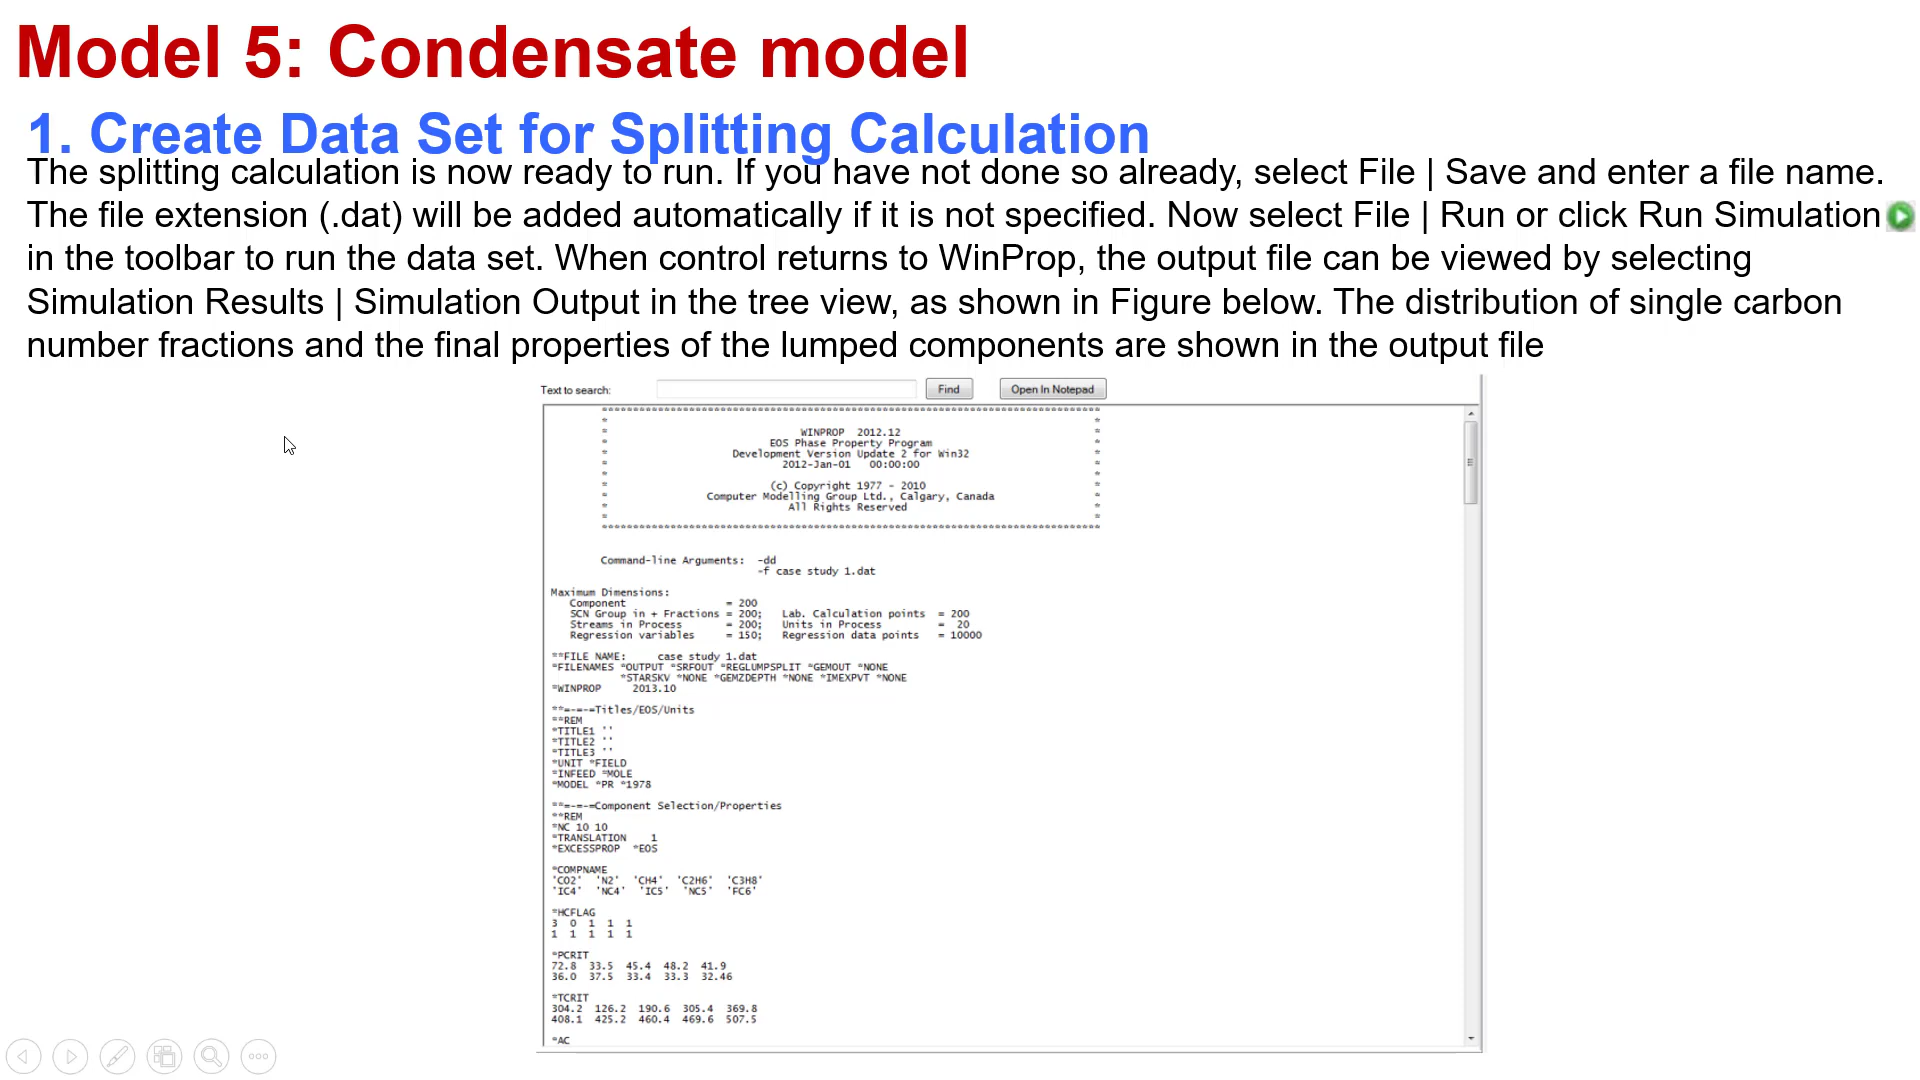 Model 5: Condensate model
1. Create Data Set for Splitting Calculation
The splitting calculation is now ready to run. If you have not done so already, select File | Save and enter a file name.
The file extension (.dat) will be added automatically if it is not specified. Now select File | Run or click Run Simulation
in the toolbar to run the data set. When control returns to WinProp, the output file can be viewed by selecting
Simulation Results | Simulation Output in the tree view, as shown in Figure below. The distribution of single carbon
number fractions and the final properties of the lumped components are shown in the output file
Text to search: Find Open In Notepad
WINPROP 2012.12
EOS Phase Property Program
Development Version Update 2 for Win32
2012-Jan-01 00:00:00
(c) Copyright 1977 - 2010
Computer Modelling Group Ltd., Calgary, Canada
All Rights Reserved
Command-line Arguments: -dd
-f case study 1.dat
Maximum Dimensions:
Component = 200
SCN Group in + Fractions = 200; Lab. Calculation points = 200
Streams in Process = 200; Units in Process = 20
Regression variables = 150; Regression data points = 10000
**FILE NAME: case study 1.dat
*FILENAMES *OUTPUT *SRFOUT *REGLUMPSPLIT *GEMOUT *NONE
*STARSKV *NONE *GEMZDEPTH *NONE *IMEXPVT *NONE
*WINPROP 2013.10
**=-=-=Titles/EOS/Units
**REM
*TITLE1 ''
*TITLE2 ''
*TITLE3 ''
*UNIT *FIELD
*INFEED *MOLE
*MODEL *PR *1978
**=-=-=Component Selection/Properties
**REM
*NC 10 10
*TRANSLATION 1
*EXCESSPROP *EOS
*COMPNAME
'CO2' 'N2' 'CH4' 'C2H6' 'C3H8'
'IC4' 'NC4' 'IC5' 'NC5' 'FC6'
*HCFLAG
3 0 1 1 1
1 1 1 1 1
*PCRIT
72.8 33.5 45.4 48.2 41.9
36.0 37.5 33.4 33.3 32.46
*TCRIT
304.2 126.2 190.6 305.4 369.8
408.1 425.2 460.4 469.6 507.5
*AC